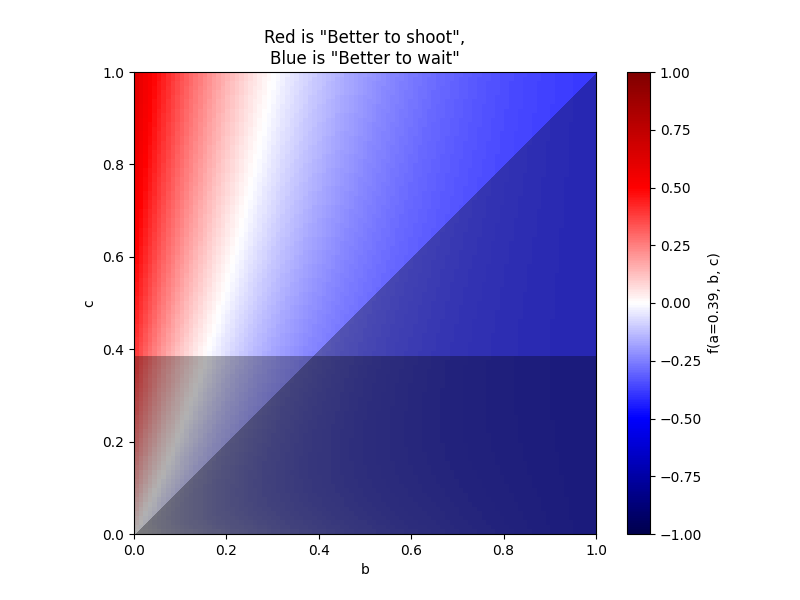 Red is "Better to shoot",
Blue is "Better to wait"
1.0
0.8
0.6
0.4
0.2
0.0
c
0.0 0.2 0.4 0.6 0.8 1.0
b
1.00
0.75
0.50
0.25
0.00
−0.25
−0.50
−0.75
−1.00
f(a=0.39, b, c)